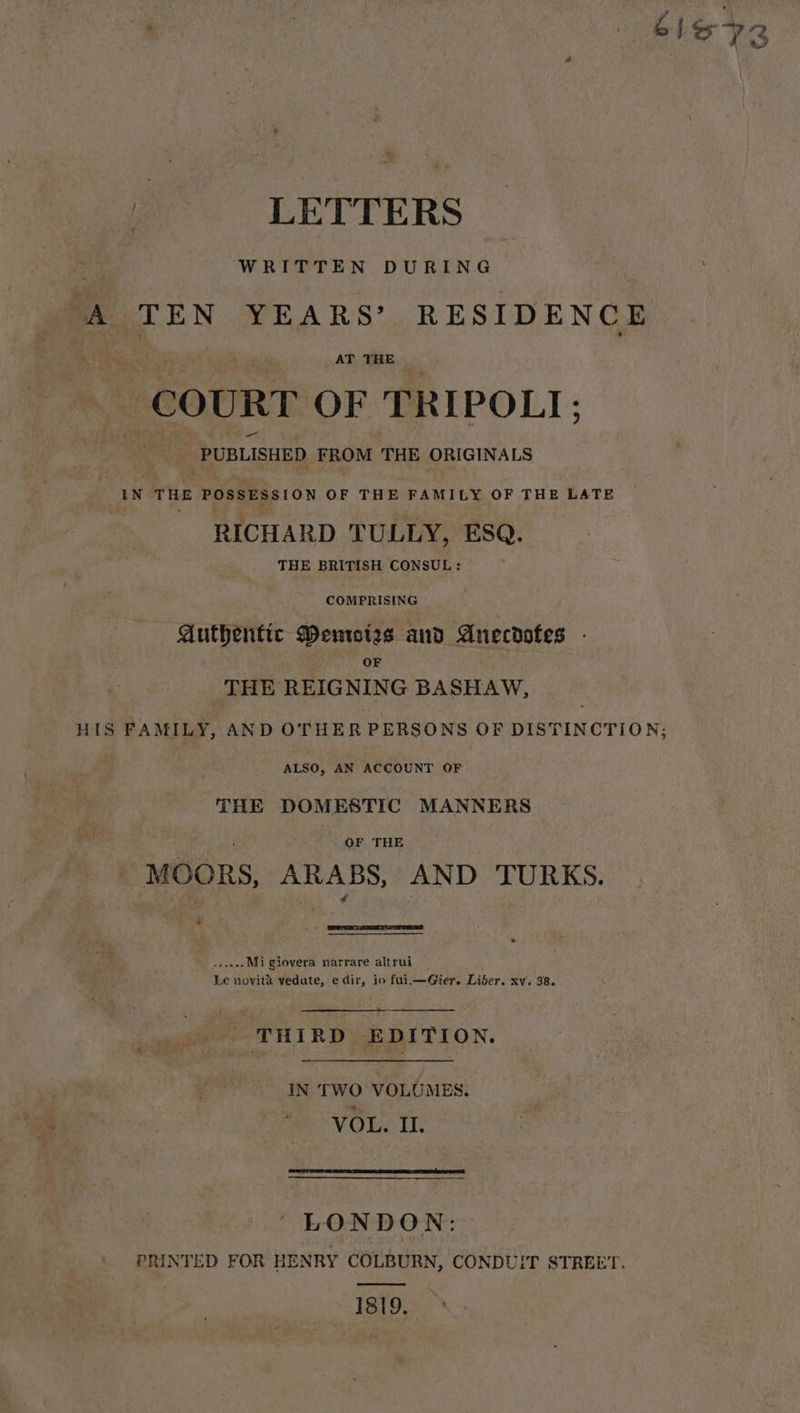 61873
LETTERS
WRITTEN DURING
A TEN YEARS' RESIDENCE
AT THE
COURT OF TRIPOLI;
PUBLISHED FROM THE ORIGINALS
IN THE POSSESSION OF THE FAMILY OF THE LATE
RICHARD TULLY, ESQ.
THE BRITISH CONSUL:
COMPRISING
Authentic Memoirs and Anecdotes
OF
THE REIGNING BASHAW,
HIS FAMILY, AND OTHER PERSONS OF DISTINCTION;
ALSO, AN ACCOUNT OF
THE DOMESTIC MANNERS
OF THE
MOORS, ARABS, AND TURKS.
......Mi giovera narrare altrui
Le novità vedute, e dir, io fui.—Gier. Liber. xv. 38.
THIRD EDITION.
IN TWO VOLUMES.
VOL. II.
LONDON:
PRINTED FOR HENRY COLBURN, CONDUIT STREET.
1819.